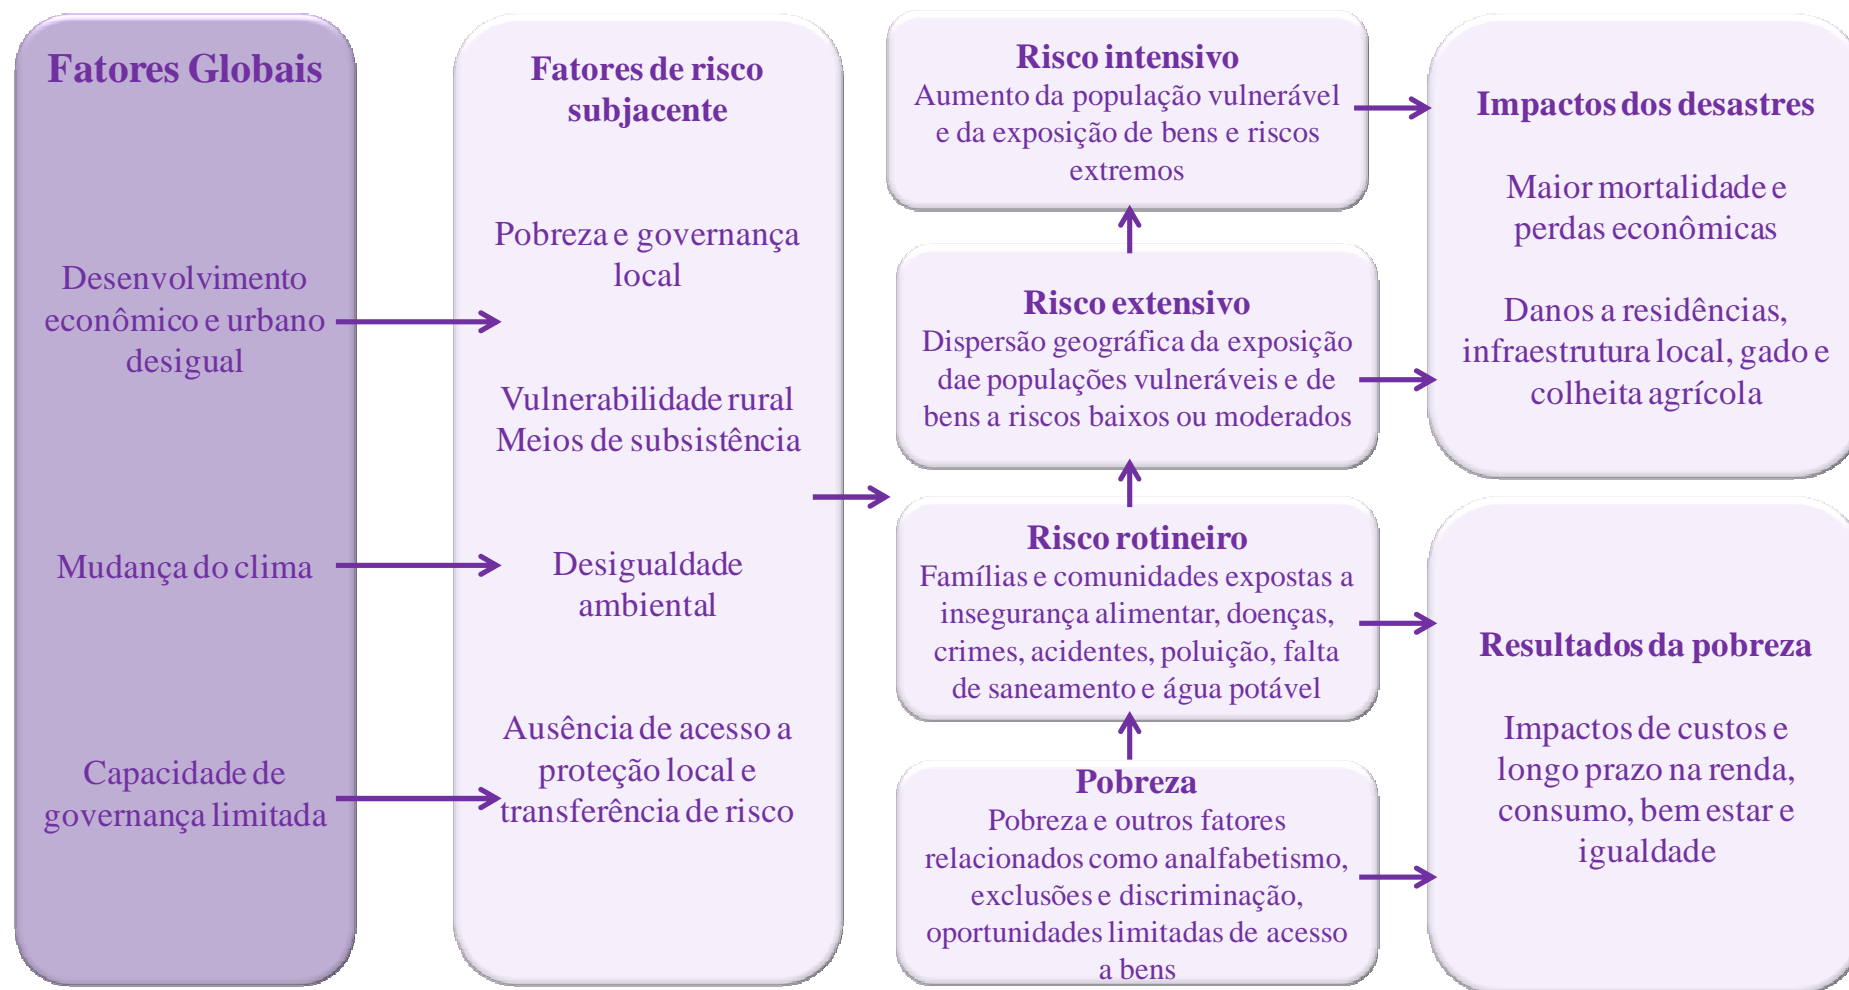 Fatores Globais
Desenvolvimento
econômico e urbano
desigual
Mudança do clima
Capacidade de
governança limitada
Fatores de risco
subjacente
Pobreza e governança
local
Vulnerabilidade rural
Meios de subsistência
Desigualdade
ambiental
Ausência de acesso a
proteção local e
transferência de risco
Risco intensivo
Aumento da população vulnerável
e da exposição de bens e riscos
extremos
Risco extensivo
Dispersão geográfica da exposição
dae populações vulneráveis e de
bens a riscos baixos ou moderados
Risco rotineiro
Famílias e comunidades expostas a
insegurança alimentar, doenças,
crimes, acidentes, poluição, falta
de saneamento e água potável
Pobreza
Pobreza e outros fatores
relacionados como analfabetismo,
exclusões e discriminação,
oportunidades limitadas de acesso
a bens
Impactos dos desastres
Maior mortalidade e
perdas econômicas
Danos a residências,
infraestrutura local, gado e
colheita agrícola
Resultados da pobreza
Impactos de custos e
longo prazo na renda,
consumo, bem estar e
igualdade